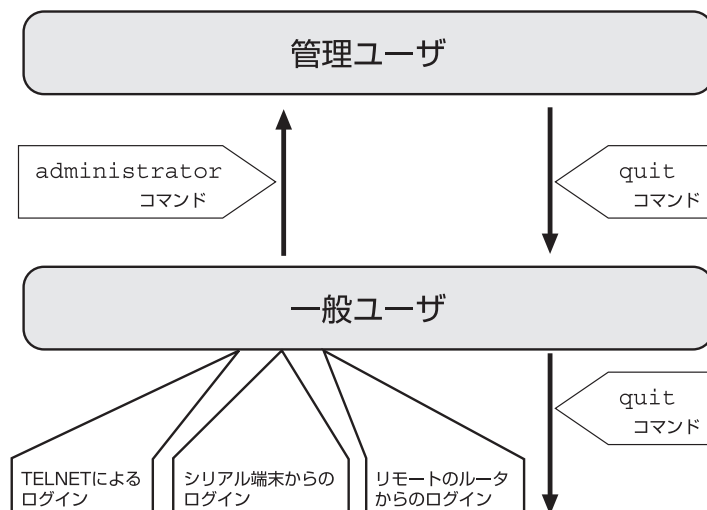 管理ユーザ
administrator
コマンド
quit
コマンド
一般ユーザ
quit
コマンド
TELNETによる
ログイン
シリアル端末からの
ログイン
リモートのルータ
からのログイン